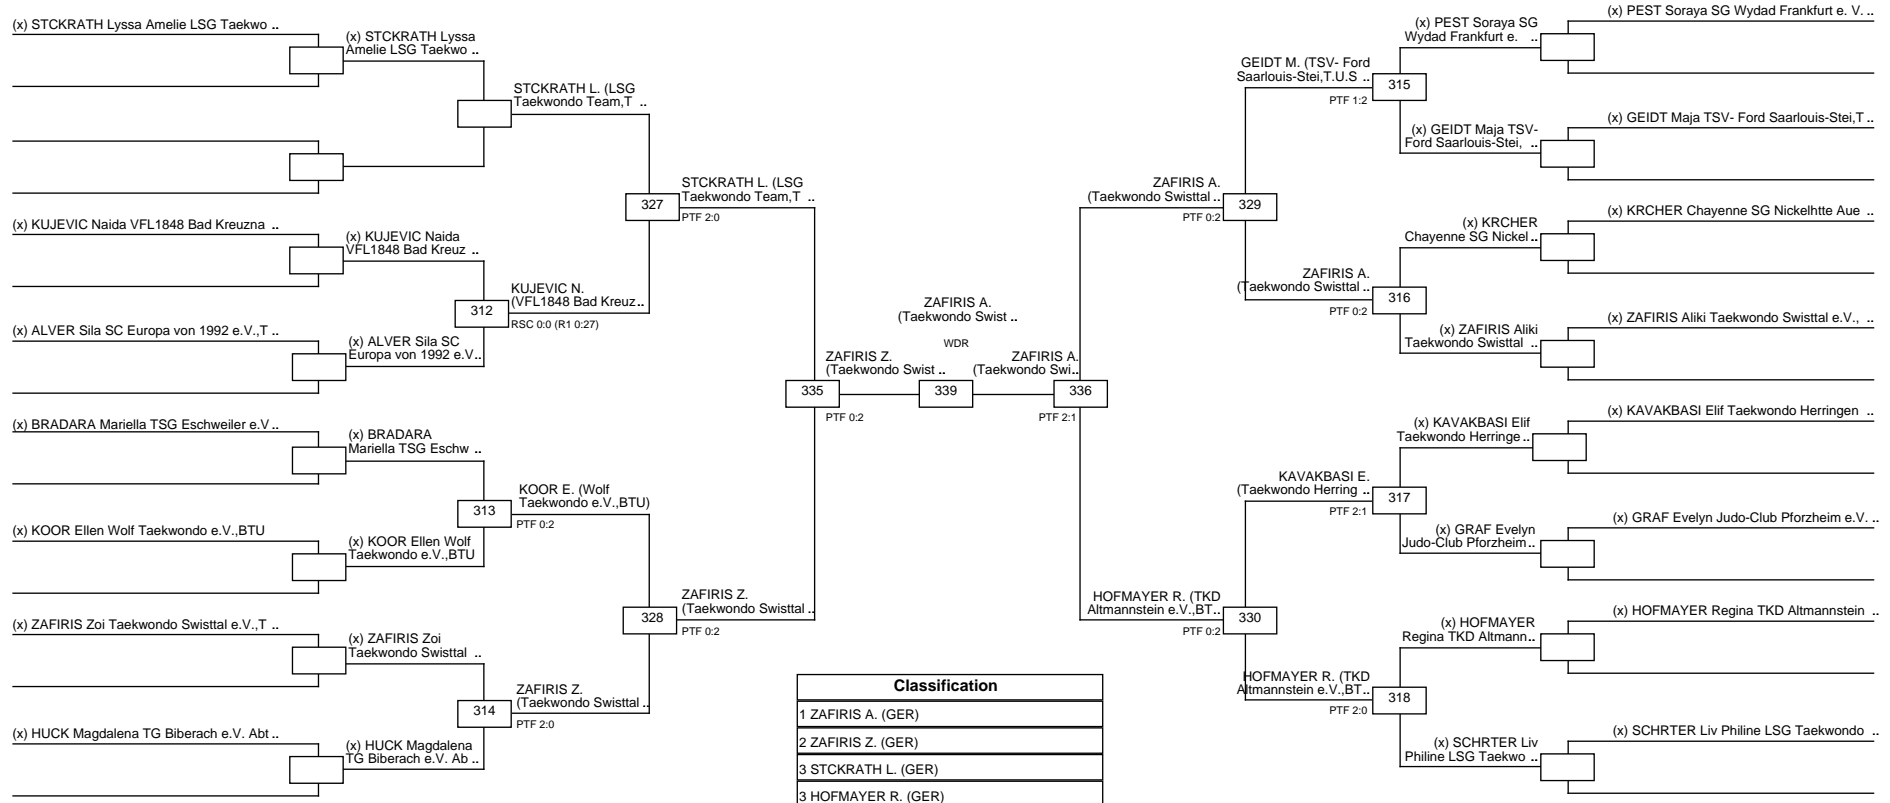 (x) STCKRATH Lyssa Amelie LSG Taekwo ..
(x) STCKRATH Lyssa
Amelie LSG Taekwo ..
STCKRATH L. (LSG
Taekwondo Team,T ..
327
STCKRATH L. (LSG
Taekwondo Team,T ..
PTF 2:0
(x) KUJEVIC Naida VFL1848 Bad Kreuzna ..
(x) KUJEVIC Naida
VFL1848 Bad Kreuz ..
312
KUJEVIC N.
(VFL1848 Bad Kreuz..
RSC 0:0 (R1 0:27)
(x) ALVER Sila SC Europa von 1992 e.V.,T ..
(x) ALVER Sila SC
Europa von 1992 e.V..
335
ZAFIRIS Z.
(Taekwondo Swist ..
PTF 0:2
(x) BRADARA Mariella TSG Eschweiler e.V ..
(x) BRADARA
Mariella TSG Eschw ..
313
KOOR E. (Wolf
Taekwondo e.V.,BTU)
PTF 0:2
(x) KOOR Ellen Wolf Taekwondo e.V.,BTU
(x) KOOR Ellen Wolf
Taekwondo e.V.,BTU
328
ZAFIRIS Z.
(Taekwondo Swisttal ..
PTF 0:2
(x) ZAFIRIS Zoi Taekwondo Swisttal e.V.,T ..
(x) ZAFIRIS Zoi
Taekwondo Swisttal ..
314
ZAFIRIS Z.
(Taekwondo Swisttal ..
PTF 2:0
(x) HUCK Magdalena TG Biberach e.V. Abt ..
(x) HUCK Magdalena
TG Biberach e.V. Ab ..
ZAFIRIS A.
(Taekwondo Swist ..
WDR
339
ZAFIRIS A.
(Taekwondo Swi..
336
PTF 2:1
(x) PEST Soraya SG Wydad Frankfurt e. V. ..
(x) PEST Soraya SG
Wydad Frankfurt e. ..
GEIDT M. (TSV- Ford
Saarlouis-Stei,T.U.S ..
315
PTF 1:2
(x) GEIDT Maja TSV- Ford Saarlouis-Stei,T ..
(x) GEIDT Maja TSV-
Ford Saarlouis-Stei, ..
ZAFIRIS A.
(Taekwondo Swisttal ..
329
PTF 0:2
(x) KRCHER Chayenne SG Nickelhtte Aue ..
(x) KRCHER
Chayenne SG Nickel ..
ZAFIRIS A.
(Taekwondo Swisttal ..
316
PTF 0:2
(x) ZAFIRIS Aliki Taekwondo Swisttal e.V., ..
(x) ZAFIRIS Aliki
Taekwondo Swisttal ..
(x) KAVAKBASI Elif Taekwondo Herringen ..
(x) KAVAKBASI Elif
Taekwondo Herringe ..
KAVAKBASI E.
(Taekwondo Herring ..
317
PTF 2:1
(x) GRAF Evelyn Judo-Club Pforzheim e.V. ..
(x) GRAF Evelyn
Judo-Club Pforzheim ..
HOFMAYER R. (TKD
Altmannstein e.V.,BT..
330
PTF 0:2
(x) HOFMAYER Regina TKD Altmannstein ..
(x) HOFMAYER
Regina TKD Altmann..
HOFMAYER R. (TKD
Altmannstein e.V.,BT..
318
PTF 2:0
(x) SCHRTER Liv Philine LSG Taekwondo ..
(x) SCHRTER Liv
Philine LSG Taekwo ..
Classification
1 ZAFIRIS A. (GER)
2 ZAFIRIS Z. (GER)
3 STCKRATH L. (GER)
3 HOFMAYER R. (GER)